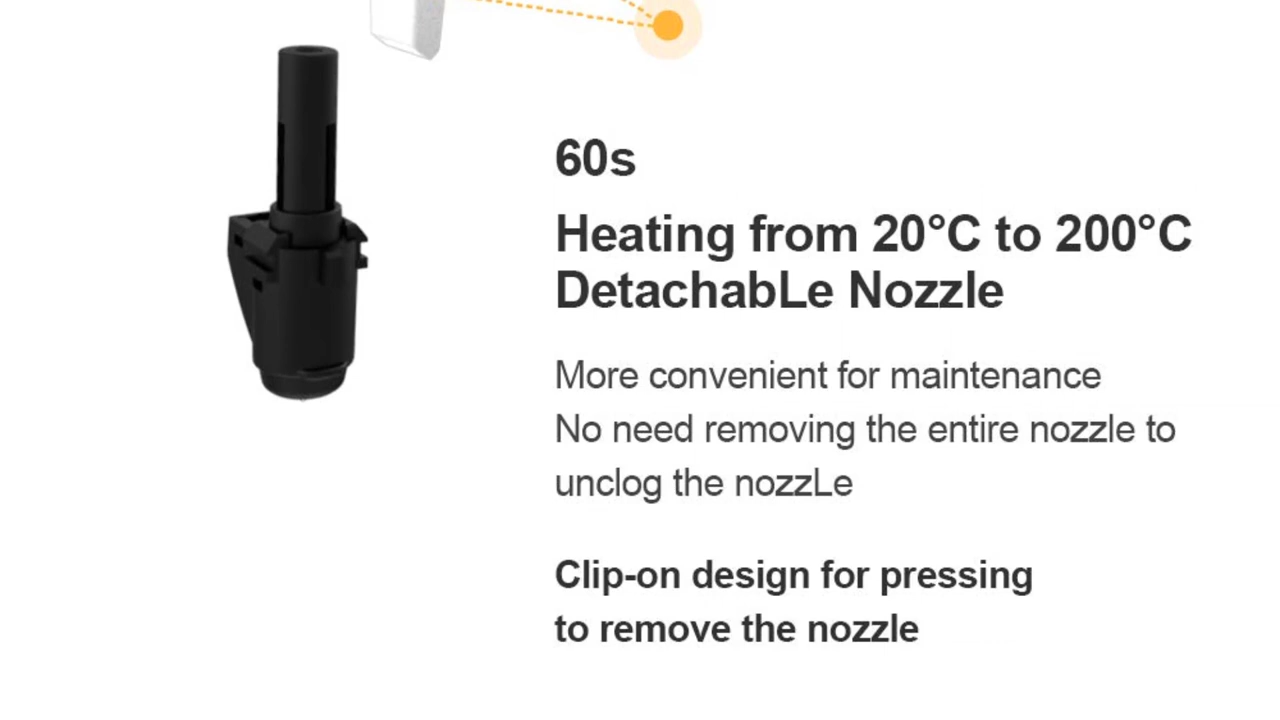 60s
Heating from 20°C to 200°C
DetachabLe Nozzle
More convenient for maintenance
No need removing the entire nozzle to
unclog the nozzLe
Clip-on design for pressing
to remove the nozzle